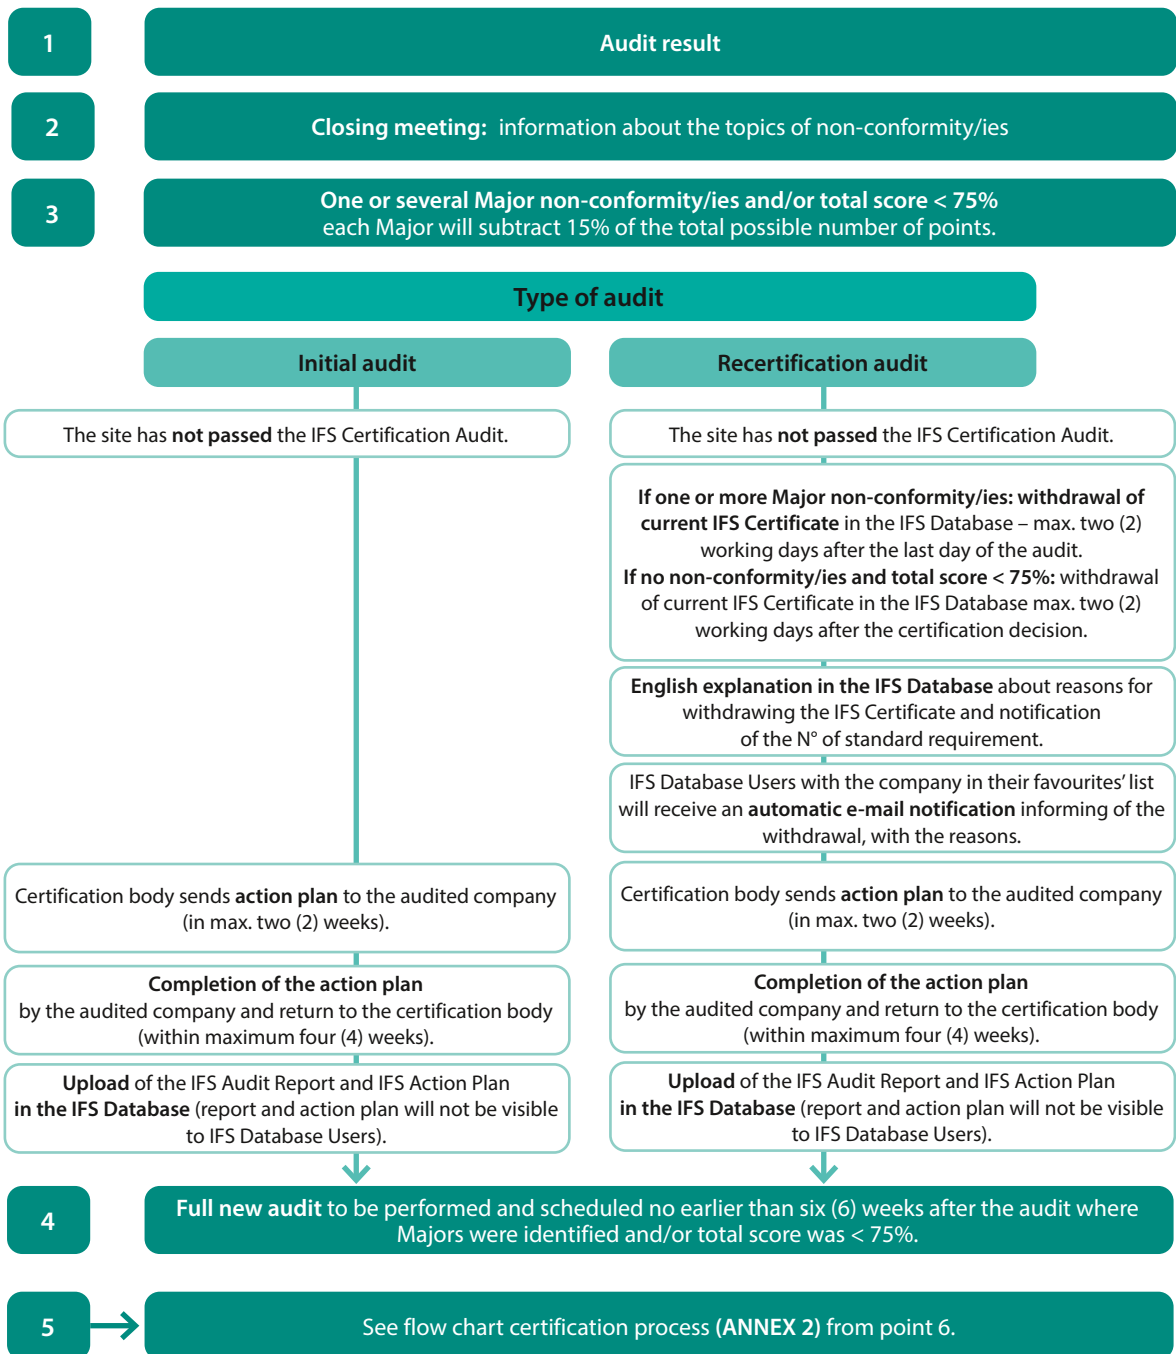 1
Audit result
2
Closing meeting: information about the topics of non-conformity/ies
3
One or several Major non-conformity/ies and/or total score < 75%
each Major will subtract 15% of the total possible number of points.
Type of audit
Initial audit
The site has not passed the IFS Certification Audit.
Certification body sends action plan to the audited company
(in max. two (2) weeks).
Completion of the action plan
by the audited company and return to the certification body
(within maximum four (4) weeks).
Upload of the IFS Audit Report and IFS Action Plan
in the IFS Database (report and action plan will not be visible
to IFS Database Users).
Recertification audit
The site has not passed the IFS Certification Audit.
If one or more Major non-conformity/ies: withdrawal of
current IFS Certificate in the IFS Database – max. two (2)
working days after the last day of the audit.
If no non-conformity/ies and total score < 75%: withdrawal
of current IFS Certificate in the IFS Database max. two (2)
working days after the certification decision.
English explanation in the IFS Database about reasons for
withdrawing the IFS Certificate and notification
of the N° of standard requirement.
IFS Database Users with the company in their favourites’ list
will receive an automatic e-mail notification informing of the
withdrawal, with the reasons.
Certification body sends action plan to the audited company
(in max. two (2) weeks).
Completion of the action plan
by the audited company and return to the certification body
(within maximum four (4) weeks).
Upload of the IFS Audit Report and IFS Action Plan
in the IFS Database (report and action plan will not be visible
to IFS Database Users).
4
Full new audit to be performed and scheduled no earlier than six (6) weeks after the audit where
Majors were identified and/or total score was < 75%.
5
See flow chart certification process (ANNEX 2) from point 6.